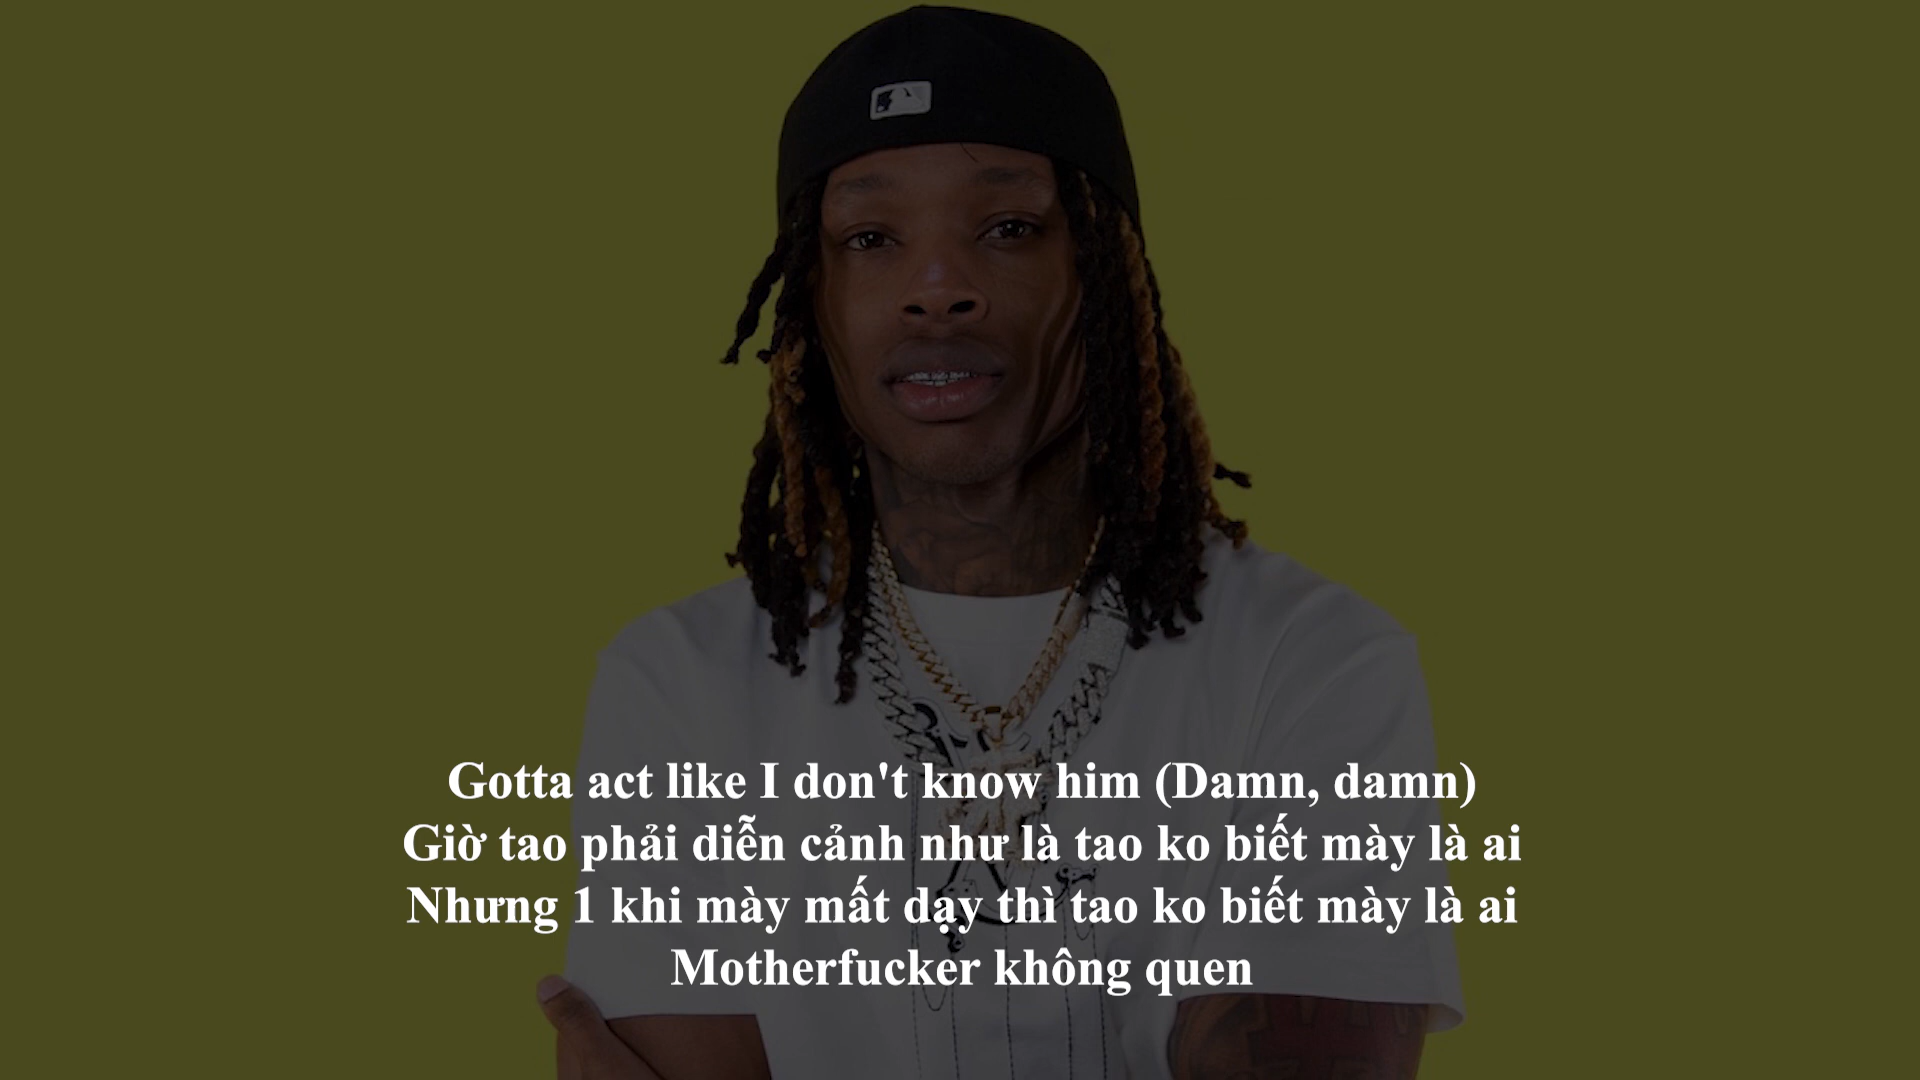 Gotta act like I don't know him (Damn, damn)
Giờ tao phải diễn cảnh như là tao ko biết mày là ai
Nhưng 1 khi mày mất dạy thì tao ko biết mày là ai
Motherfucker không quen